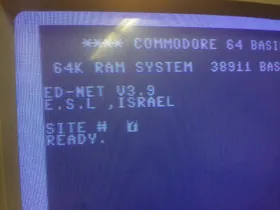 **** COMMODORE 64 BASI
64K RAM SYSTEM 38911 BAS
ED-NET V3.9
E.S.L ,ISRAEL
SITE #
READY.